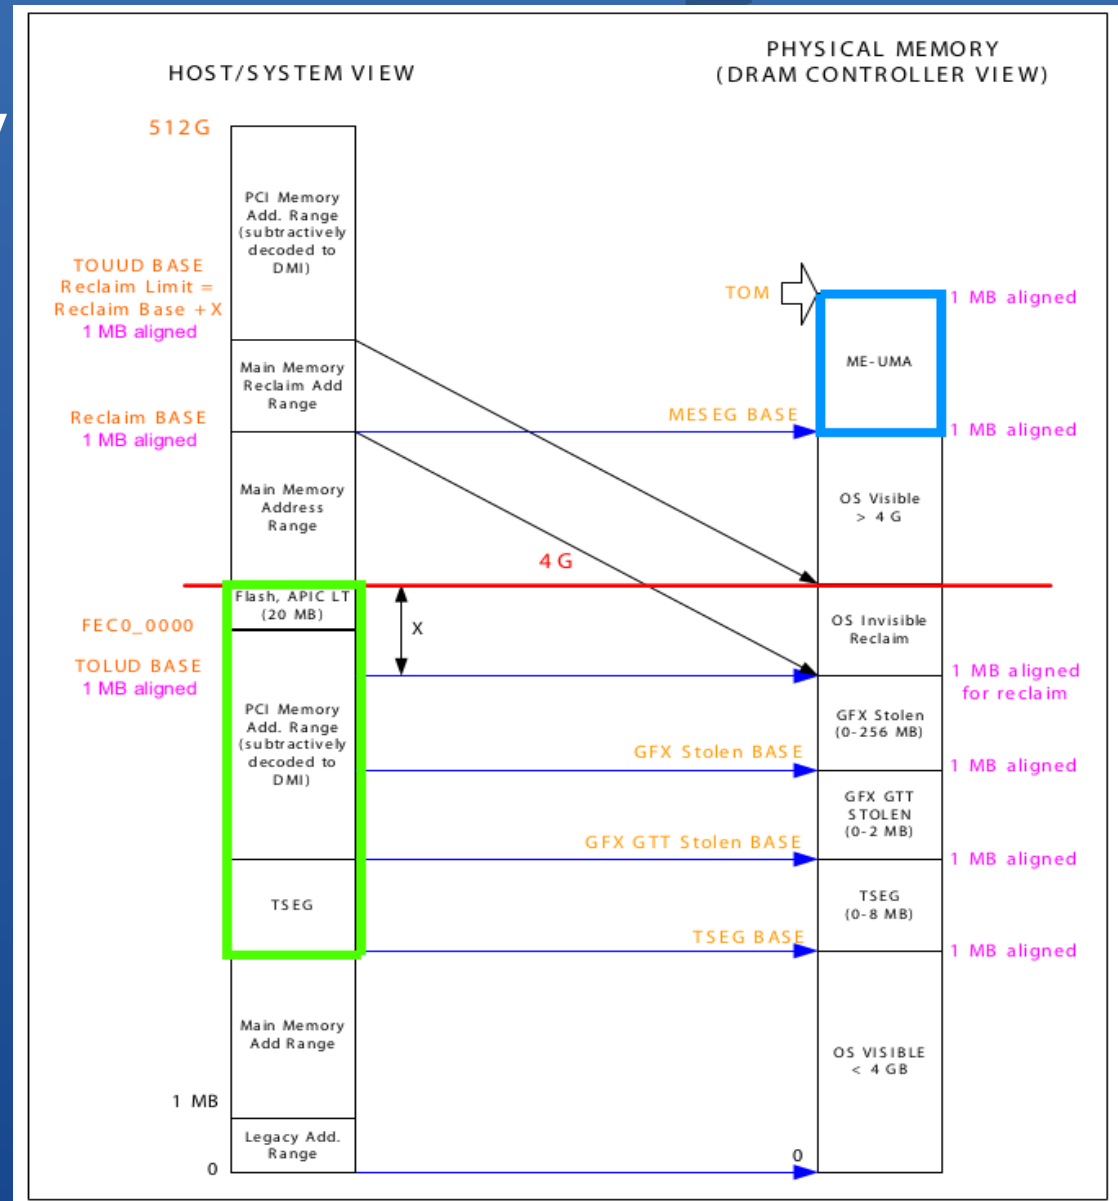 HOST/SYSTEM VIEW
PHYSICAL MEMORY
(DRAM CONTROLLER VIEW)
512G
PCI Memory
Add. Range
(subtractively
decoded to
DMI)
TOUUD BASE
Reclaim Limit =
Reclaim Base +X
1 MB aligned
TOM
1 MB aligned
Main Memory
Reclaim Add
Range
ME-UMA
Reclaim BASE
1 MB aligned
MESEG BASE
1 MB aligned
Main Memory
Address
Range
OS Visible
> 4 G
4 G
Flash, APIC LT
(20 MB)
FEC0_0000
X
OS Invisible
Reclaim
TOLUD BASE
1 MB aligned
1 MB aligned
for reclaim
PCI Memory
Add. Range
(subtractively
decoded to
DMI)
GFX Stolen
(0-256 MB)
GFX Stolen BASE
1 MB aligned
GFX GTT
STOLEN
(0-2 MB)
GFX GTT Stolen BASE
1 MB aligned
TSEG
TSEG
(0-8 MB)
TSEG BASE
1 MB aligned
Main Memory
Add Range
OS VISIBLE
< 4 GB
1 MB
Legacy Add.
Range
0
0